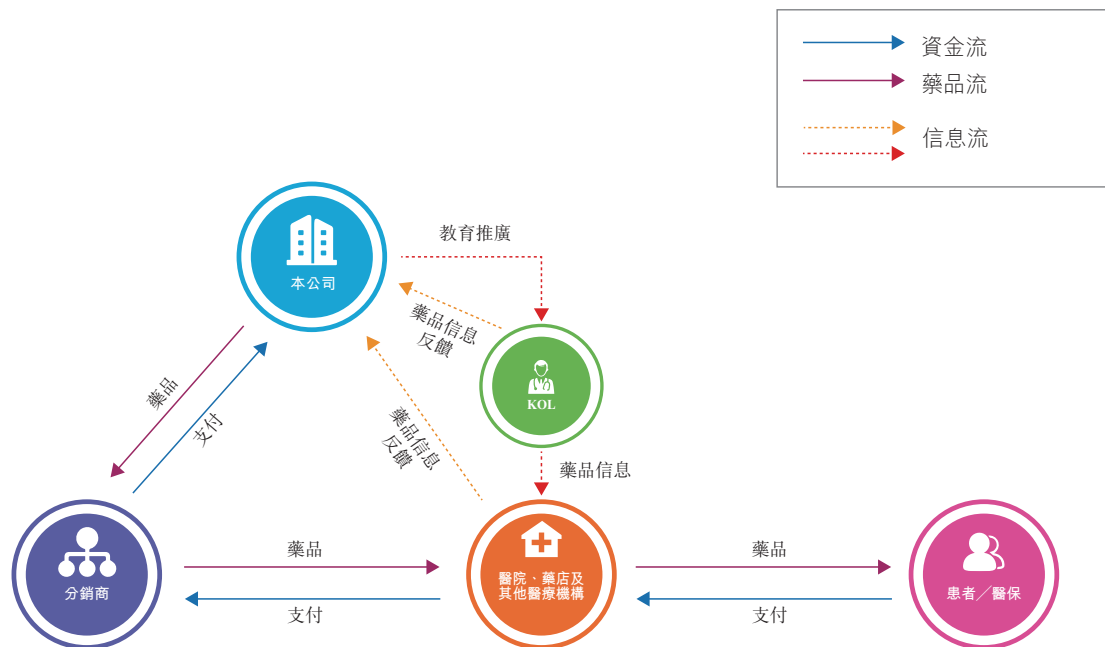 資金流
藥品流
信息流
教育推廣
本公司
藥品信息
反饋
KOL
藥品
支付
藥品信息
反饋
藥品信息
藥品
支付
藥品
支付
分銷商
醫院、藥店及
其他醫療機構
患者／醫保